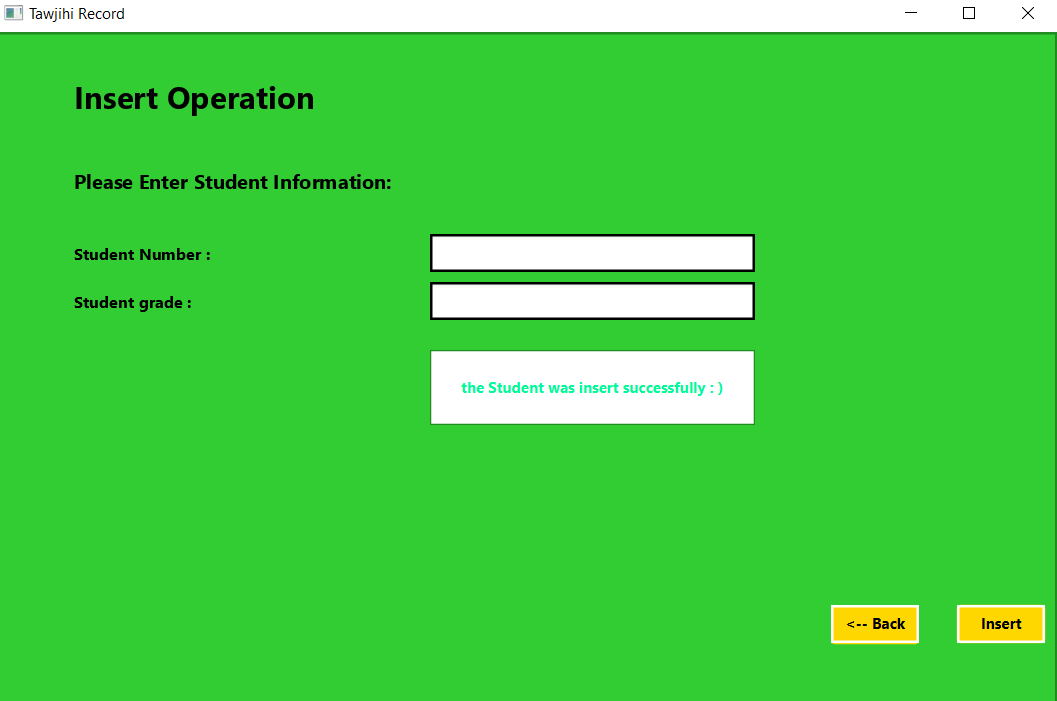 Tawjihi Record
Insert Operation
Please Enter Student Information:
Student Number :
Student grade :
the Student was insert successfully : )
<-- Back
Insert